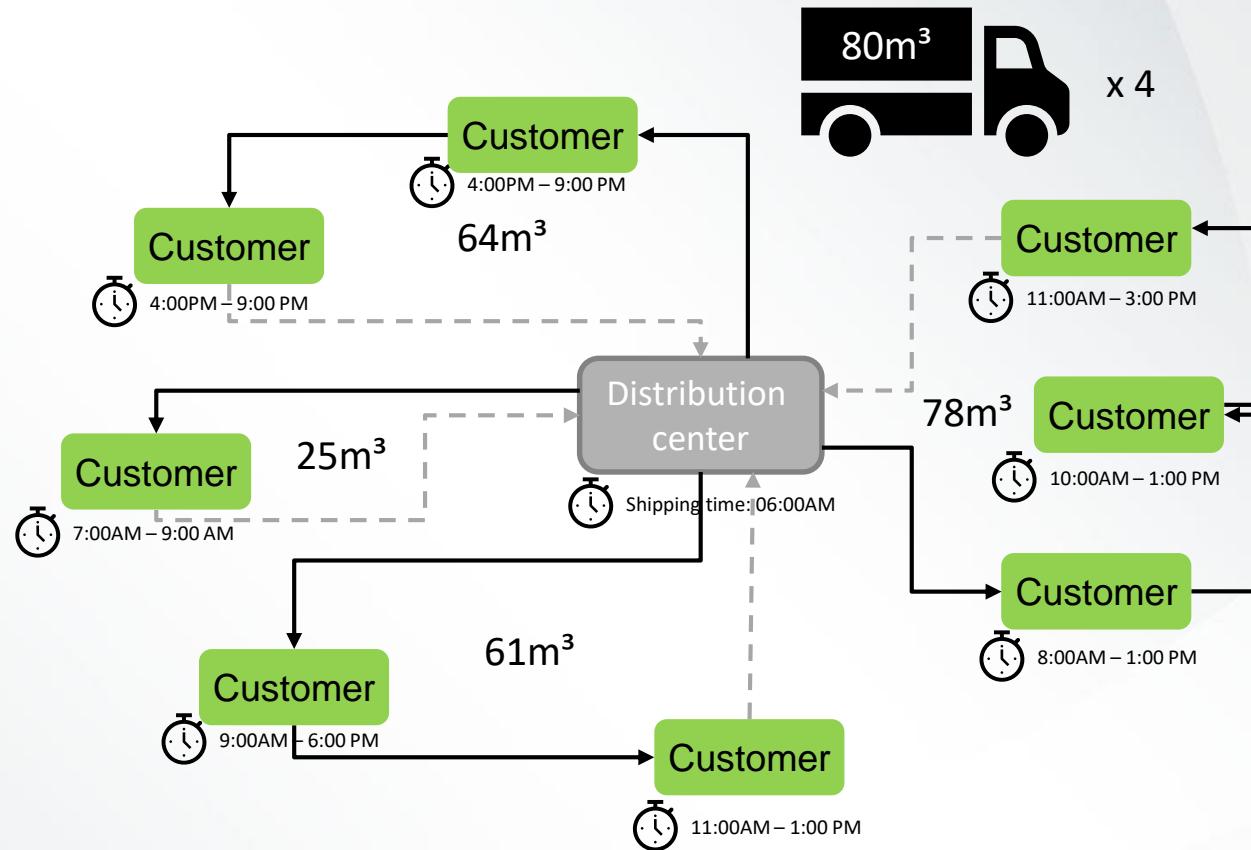 80m³
x 4
Customer
4:00PM – 9:00 PM
64m³
Customer
4:00PM – 9:00 PM
Customer
11:00AM – 3:00 PM
Distribution
center
Shipping time: 06:00AM
78m³
Customer
10:00AM – 1:00 PM
25m³
Customer
7:00AM – 9:00 AM
Customer
8:00AM – 1:00 PM
61m³
Customer
9:00AM – 6:00 PM
Customer
11:00AM – 1:00 PM